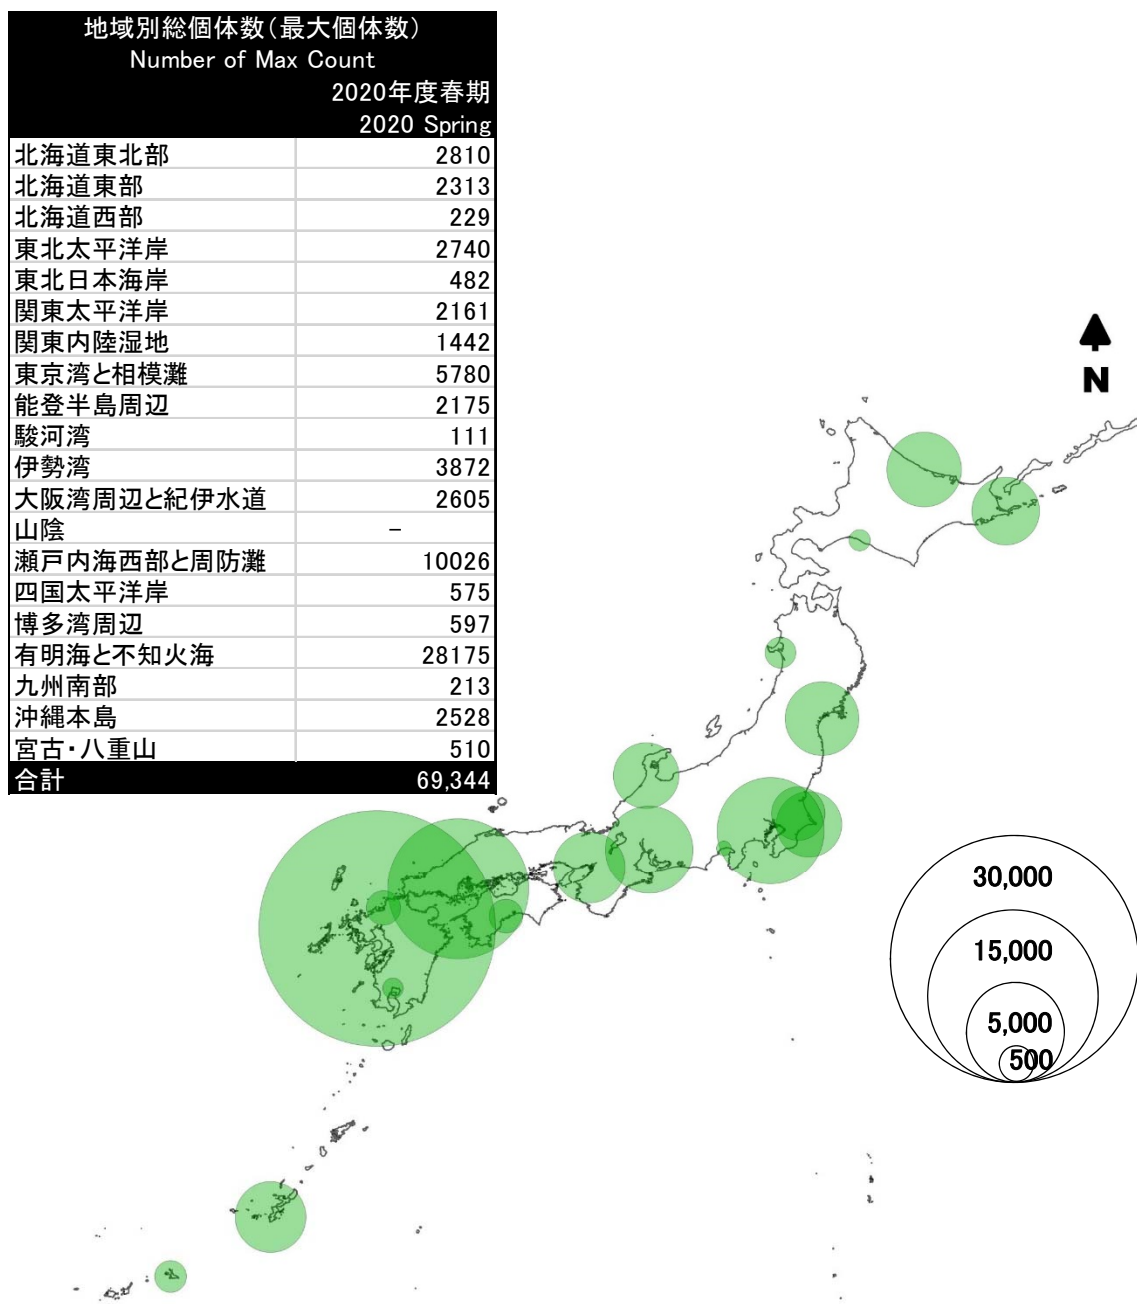 地域別総個体数（最大個体数）
Number of Max Count
2020年度春期
2020 Spring
北海道東北部 2810
北海道東部 2313
北海道西部 229
東北太平洋岸 2740
東北日本海岸 482
関東太平洋岸 2161
関東内陸湿地 1442
東京湾と相模灘 5780
能登半島周辺 2175
駿河湾 111
伊勢湾 3872
大阪湾周辺と紀伊水道 2605
山陰 －
瀬戸内海西部と周防灘 10026
四国太平洋岸 575
博多湾周辺 597
有明海と不知火海 28175
九州南部 213
沖縄本島 2528
宮古・八重山 510
合計 69,344
N
30,000
15,000
5,000
500